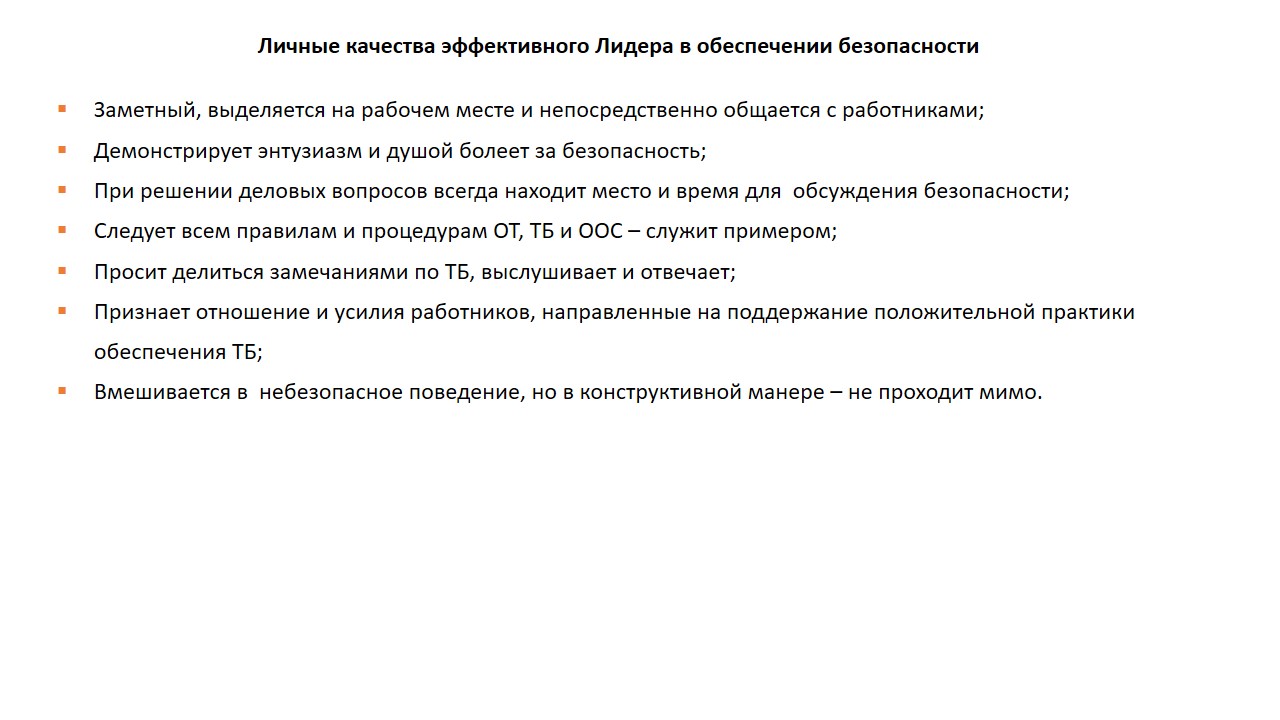 Личные качества эффективного Лидера в обеспечении безопасности
▪ Заметный, выделяется на рабочем месте и непосредственно общается с работниками;
▪ Демонстрирует энтузиазм и душой болеет за безопасность;
▪ При решении деловых вопросов всегда находит место и время для  обсуждения безопасности;
▪ Следует всем правилам и процедурам ОТ, ТБ и ООС – служит примером;
▪ Просит делиться замечаниями по ТБ, выслушивает и отвечает;
▪ Признает отношение и усилия работников, направленные на поддержание положительной практики
обеспечения ТБ;
▪ Вмешивается в  небезопасное поведение, но в конструктивной манере – не проходит мимо.